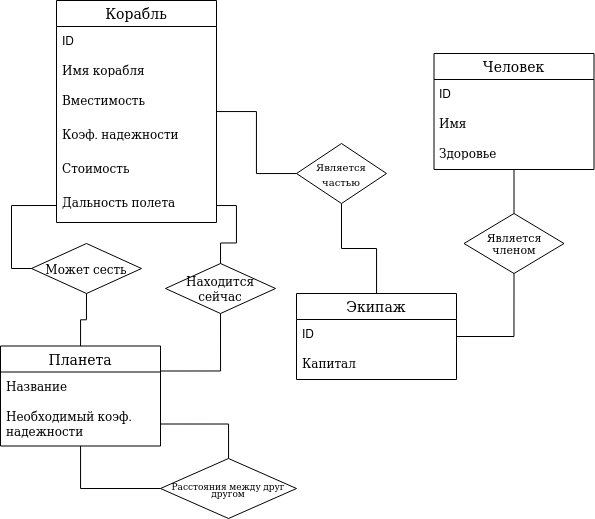 Корабль
ID
Имя корабля
Вместимость
Коэф. надежности
Стоимость
Дальность полета
Человек
ID
Имя
Здоровье
Является
частью
Является
членом
Может сесть
Находится
сейчас
Экипаж
ID
Капитал
Планета
Название
Необходимый коэф.
надежности
Расстояния между друг
другом